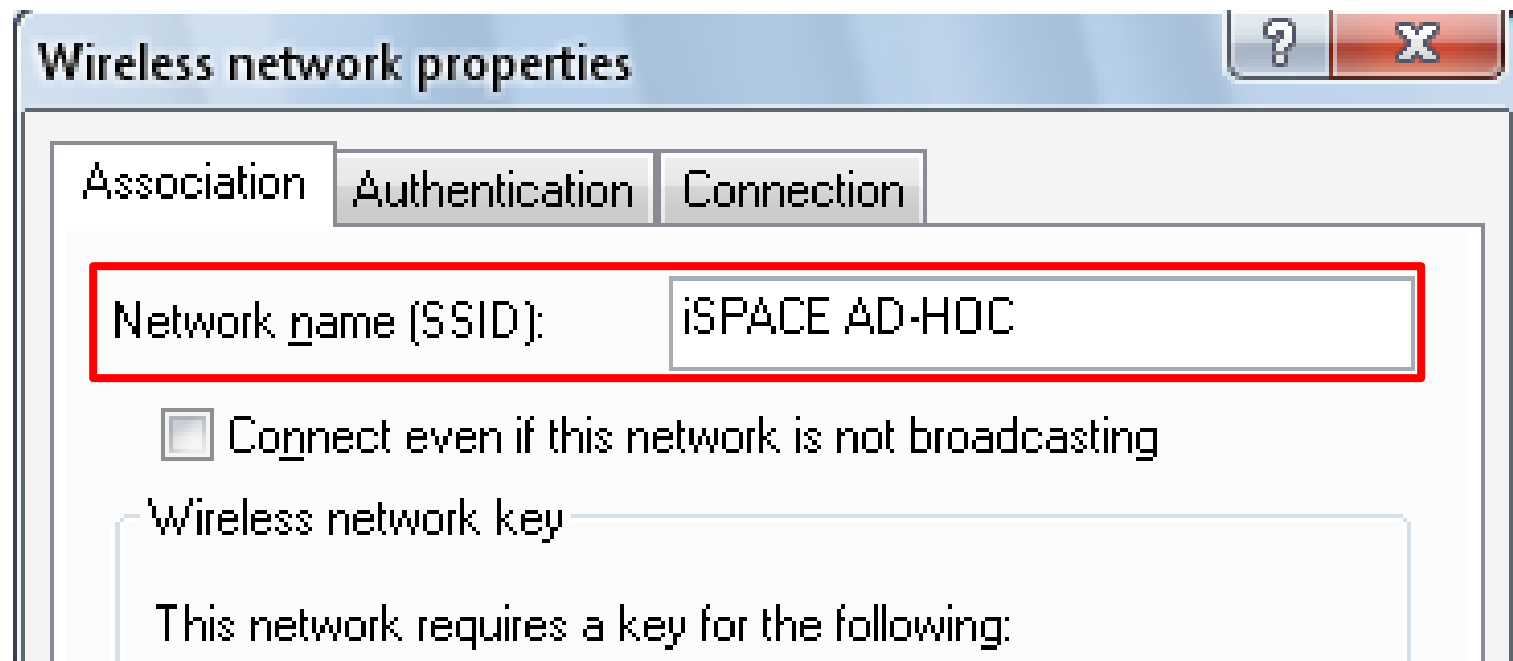 Wireless network properties
Association Authentication Connection
Network name (SSID): iSPACE AD-HOC
Connect even if this network is not broadcasting
Wireless network key
This network requires a key for the following: